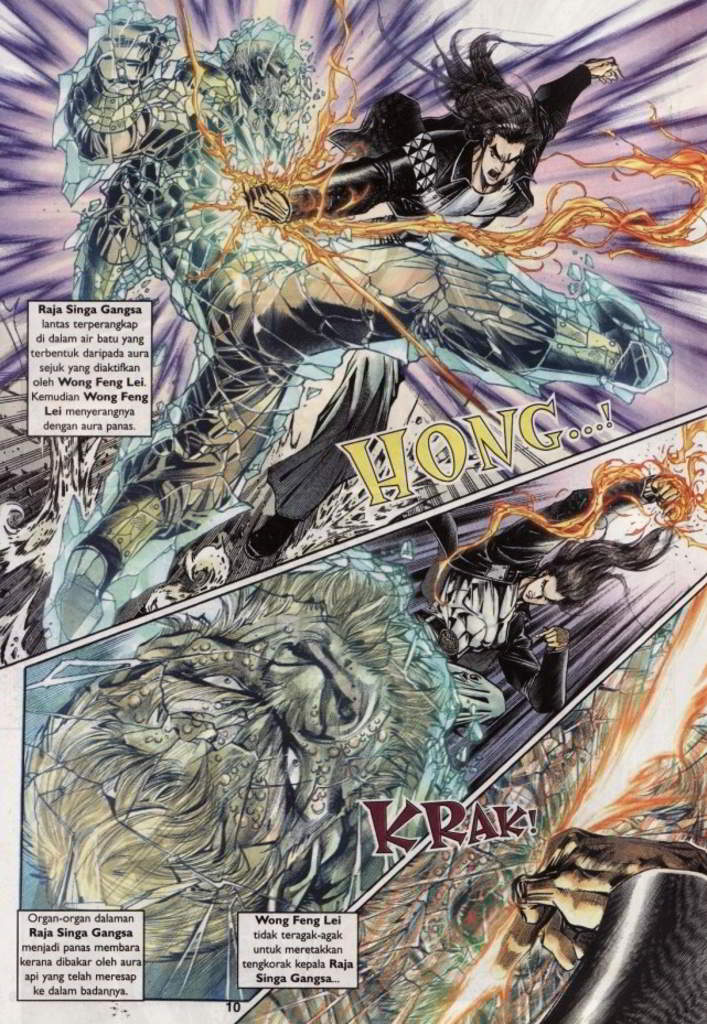 Raja Singa Gangsa
lantas terperangkap
di dalam air batu yang
terbentuk daripada aura
sejuk yang diaktifkan
oleh Wong Feng Lei.
Kemudian Wong Feng
Lei menyerangnya
dengan aura panas.
HONG...!
KRAK!
Organ-organ dalaman
Raja Singa Gangsa
menjadi panas membara
kerana dibakar oleh aura
api yang telah meresap
ke dalam badannya.
Wong Feng Lei
tidak teragak-agak
untuk meretakkan
tengkorak kepala Raja
Singa Gangsa...
10